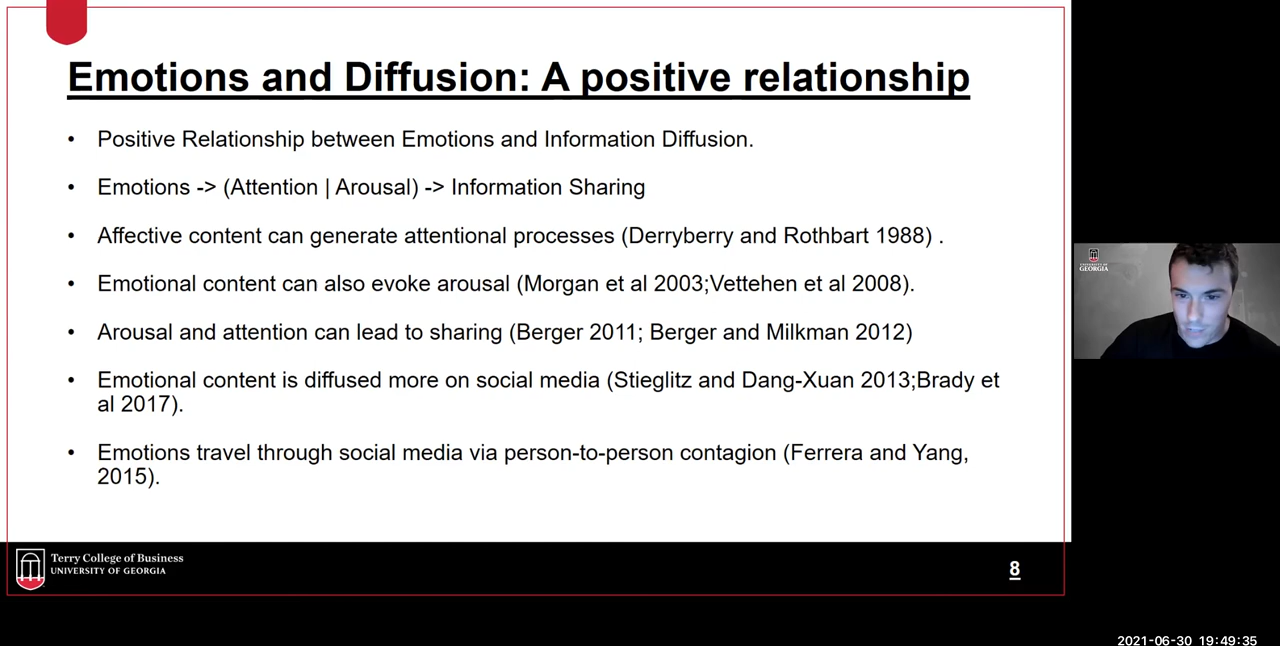 Emotions and Diffusion: A positive relationship
• Positive Relationship between Emotions and Information Diffusion.
• Emotions -> (Attention | Arousal) -> Information Sharing
• Affective content can generate attentional processes (Derryberry and Rothbart 1988) .
• Emotional content can also evoke arousal (Morgan et al 2003;Vettehen et al 2008).
• Arousal and attention can lead to sharing (Berger 2011; Berger and Milkman 2012)
• Emotional content is diffused more on social media (Stieglitz and Dang-Xuan 2013;Brady et
al 2017).
• Emotions travel through social media via person-to-person contagion (Ferrera and Yang,
2015).
Terry College of Business
UNIVERSITY OF GEORGIA
8
UNIVERSITY OF
GEORGIA
2021-06-30 19:49:35